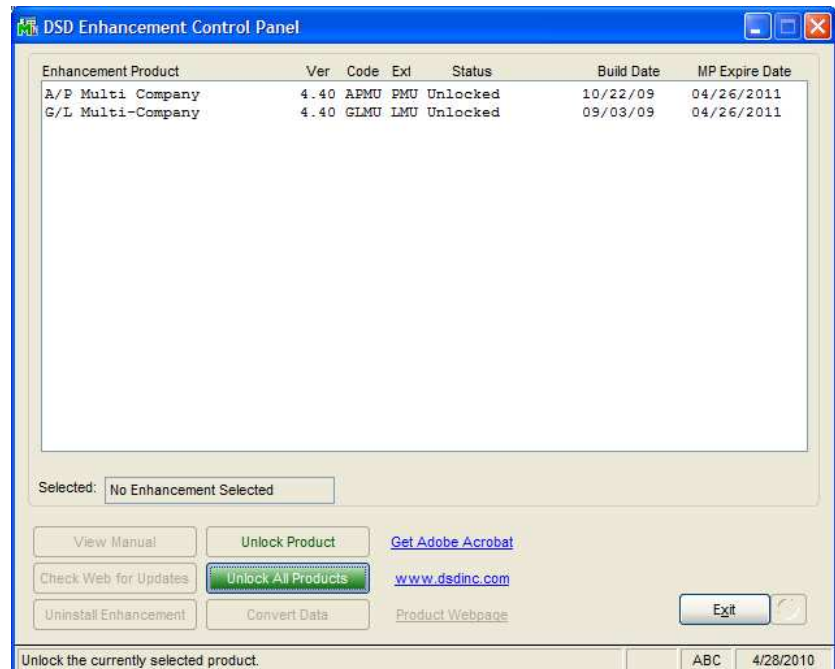 DSD Enhancement Control Panel
Enhancement Product Ver Code Ext Status Build Date MP Expire Date
A/P Multi Company 4.40 APMU PMU Unlocked 10/22/09 04/26/2011
G/L Multi-Company 4.40 GLMU LMU Unlocked 09/03/09 04/26/2011
Selected: No Enhancement Selected
View Manual Unlock Product Get Adobe Acrobat
Check Web for Updates Unlock All Products www.dsdinc.com
Uninstall Enhancement Convert Data Product Webpage Exit
Unlock the currently selected product. ABC 4/28/2010